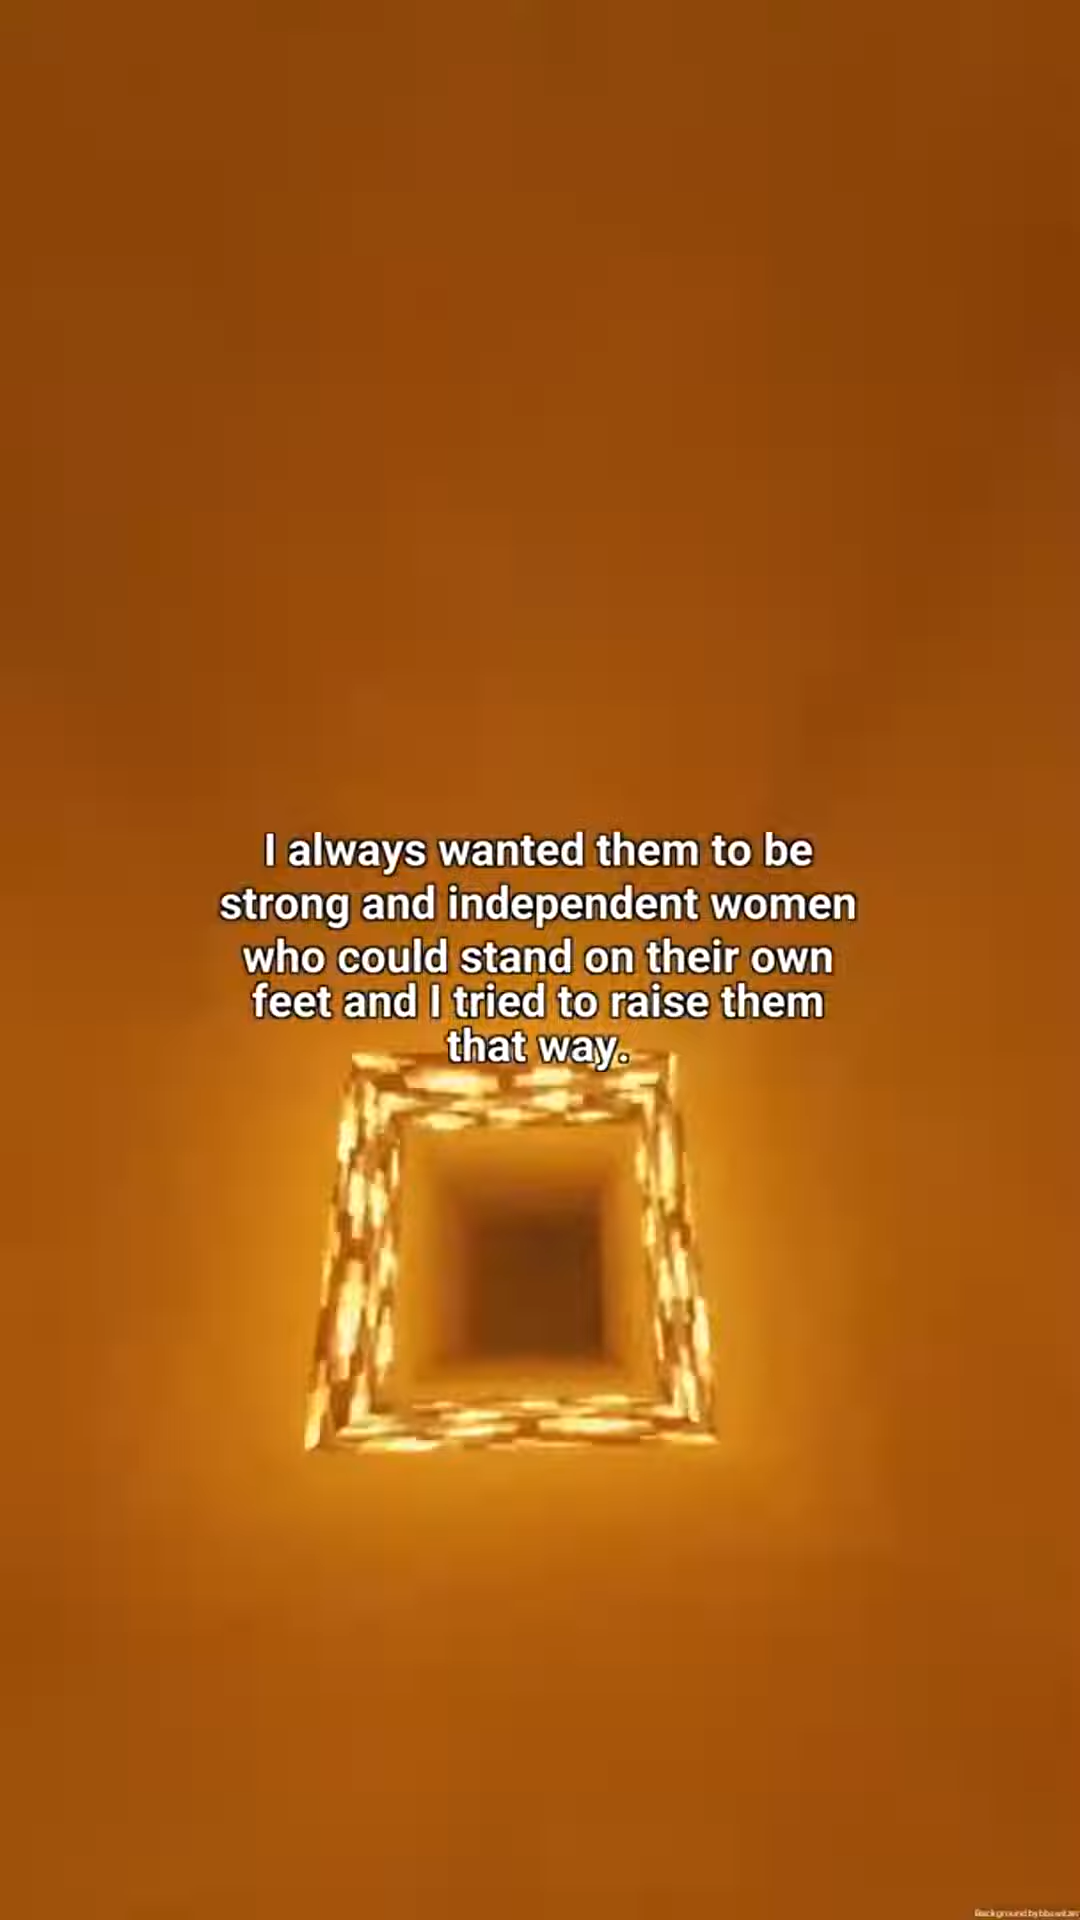 I always wanted them to be
strong and independent women
who could stand on their own
feet and I tried to raise them
that way.